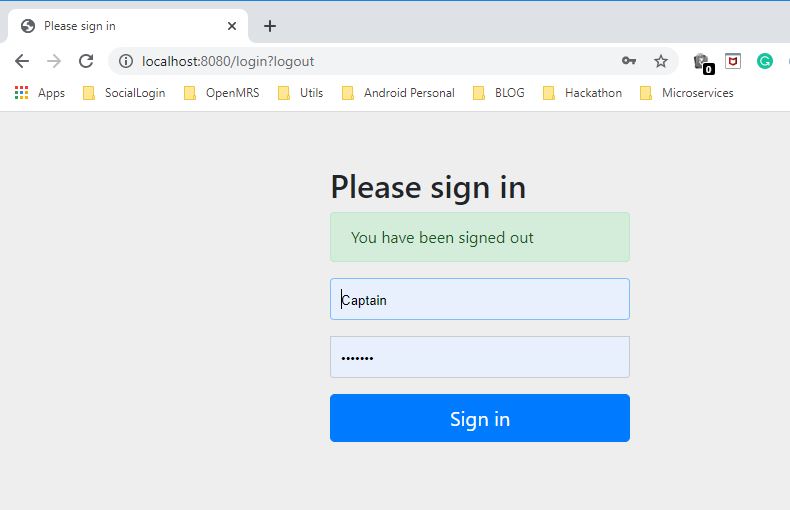 Please sign in
localhost:8080/login?logout
0
Apps SocialLogin OpenMRS Utils Android Personal BLOG Hackathon Microservices
Please sign in
You have been signed out
Captain
•••••••
Sign in